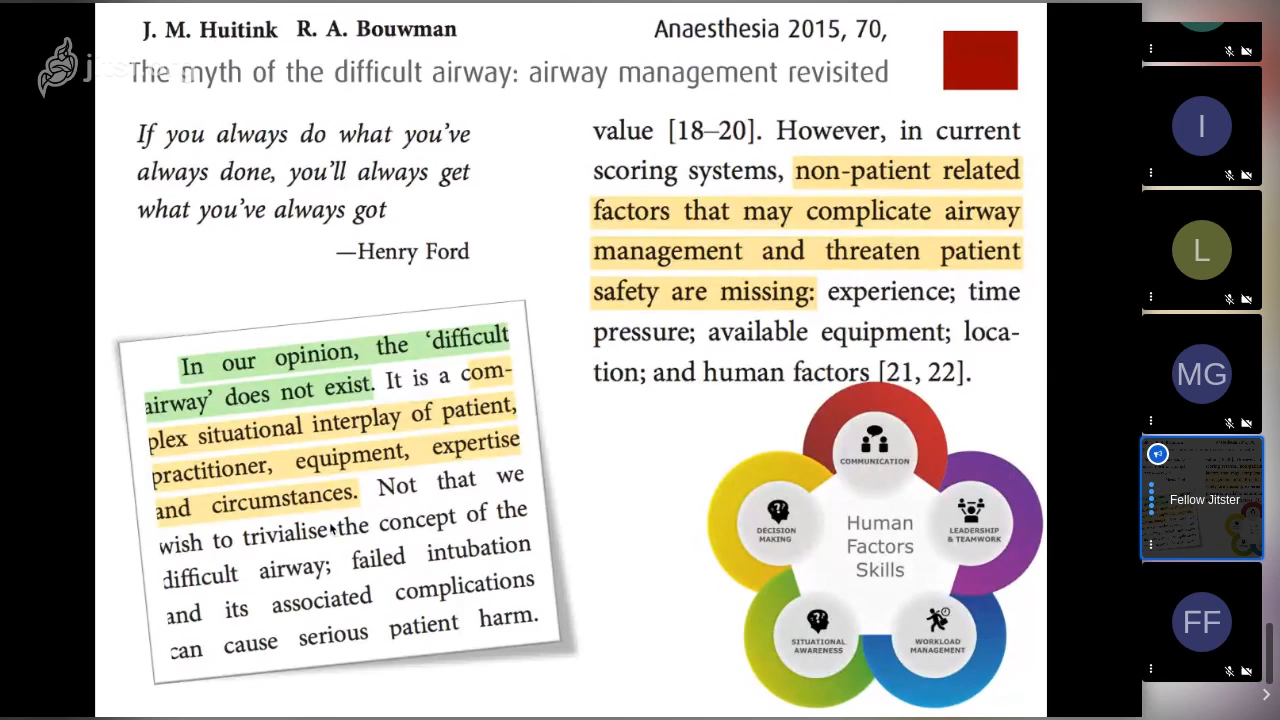 J. M. Huitink R. A. Bouwman
Anaesthesia 2015, 70,
The myth of the difficult airway: airway management revisited
If you always do what you've
always done, you'll always get
what you've always got
—Henry Ford
In our opinion, the 'difficult
airway' does not exist. It is a com-
plex situational interplay of patient,
practitioner, equipment, expertise
and circumstances. Not that we
wish to trivialise the concept of the
difficult airway; failed intubation
and its associated complications
can cause serious patient harm.
value [18–20]. However, in current
scoring systems, non-patient related
factors that may complicate airway
management and threaten patient
safety are missing: experience; time
pressure; available equipment; loca-
tion; and human factors [21, 22].
COMMUNICATION
DECISION
MAKING
LEADERSHIP
& TEAMWORK
Human
Factors
Skills
SITUATIONAL
AWARENESS
WORKLOAD
MANAGEMENT
I
L
MG
Fellow Jitster
FF